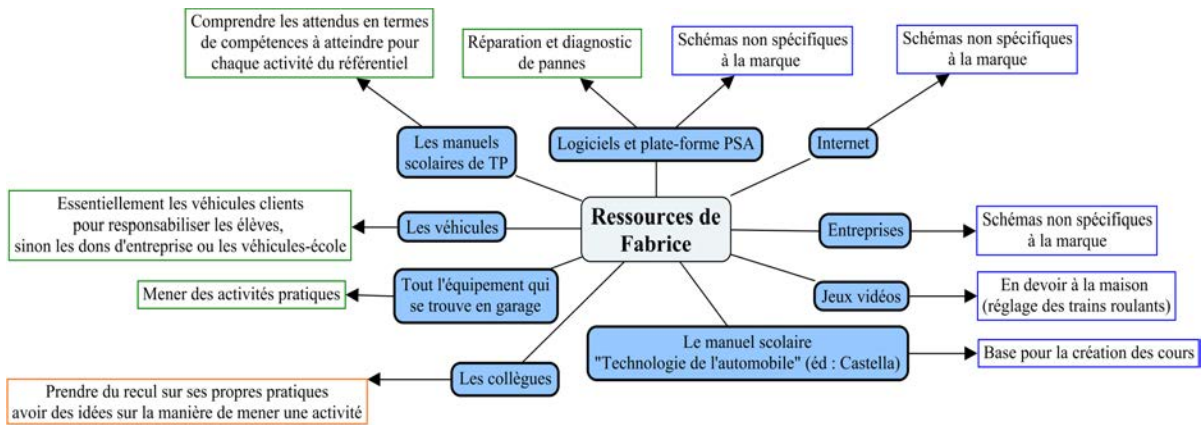 Comprendre les attendus en termes
de compétences à atteindre pour
chaque activité du référentiel
Réparation et diagnostic
de pannes
Schémas non spécifiques
à la marque
Schémas non spécifiques
à la marque
Les manuels
scolaires de TP
Logiciels et plate-forme PSA
Internet
Essentiellement les véhicules clients
pour responsabiliser les élèves,
sinon les dons d'entreprise ou les véhicules-école
Les véhicules
Ressources de
Fabrice
Entreprises
Schémas non spécifiques
à la marque
Mener des activités pratiques
Tout l'équipement qui
se trouve en garage
Jeux vidéos
En devoir à la maison
(réglage des trains roulants)
Le manuel scolaire
"Technologie de l'automobile" (éd : Castella)
Base pour la création des cours
Prendre du recul sur ses propres pratiques
avoir des idées sur la manière de mener une activité
Les collègues